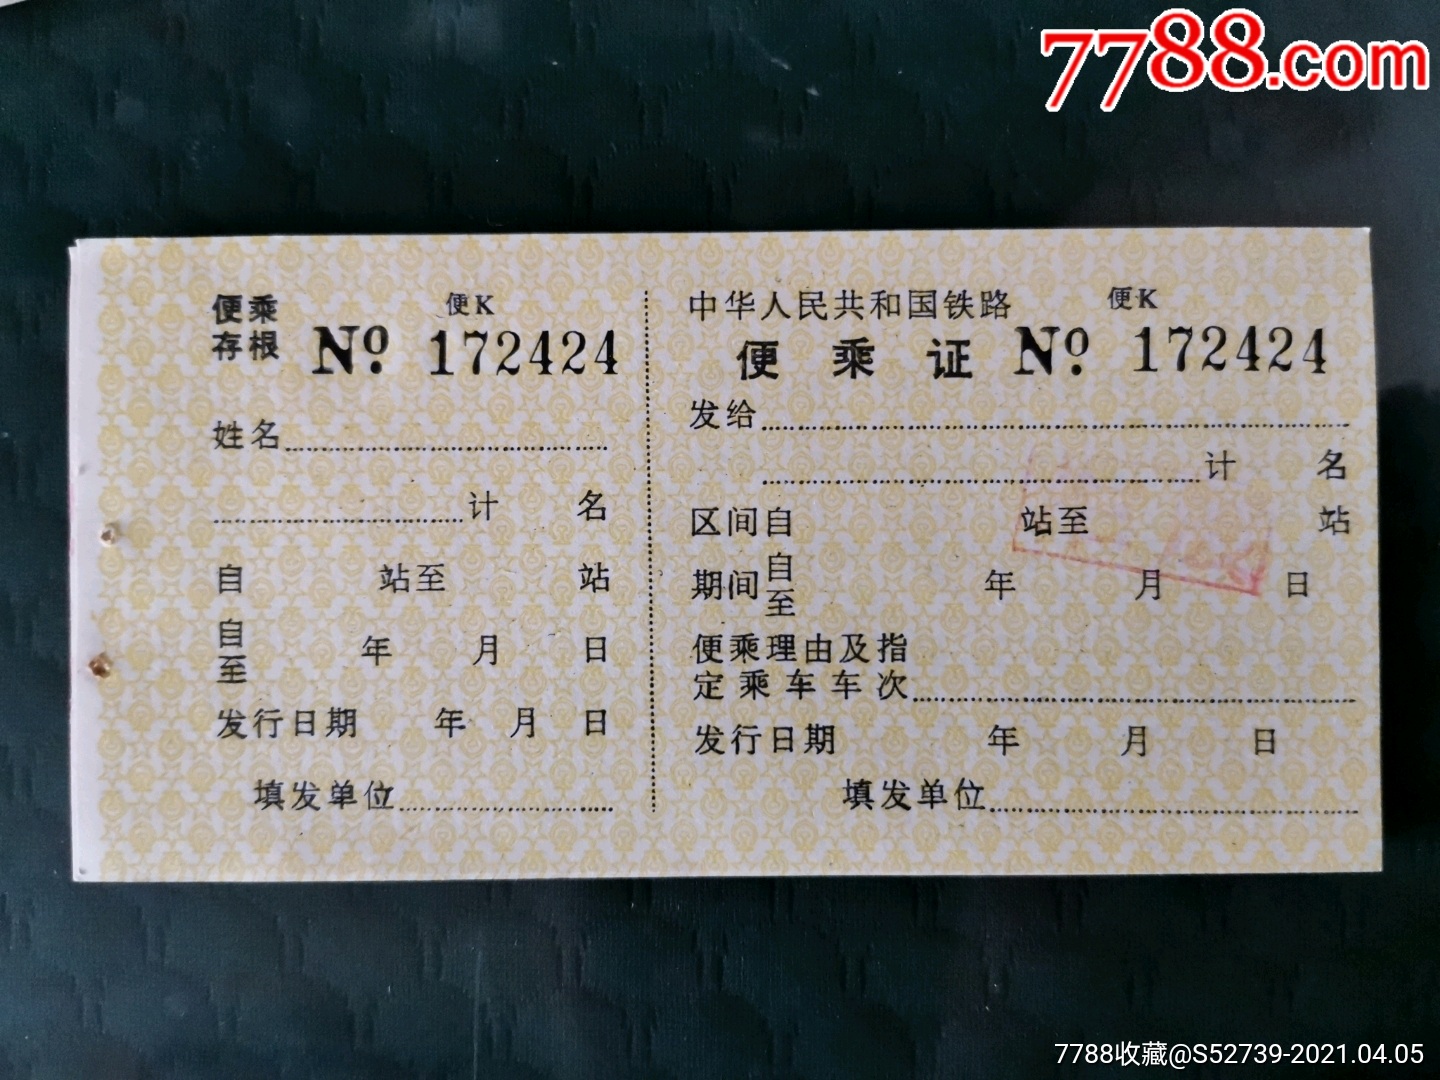 7788.com
便乘
存根
便K
No 172424
姓名
计 名
自 站至 站
自
至
年 月 日
发行日期 年 月 日
填发单位
中华人民共和国铁路
便K
便乘证 No 172424
发给
计 名
区间自 站至 站
期间
自
至
年 月 日
便乘理由及指
定乘车车次
发行日期 年 月 日
填发单位
7788收藏@S52739-2021.04.05